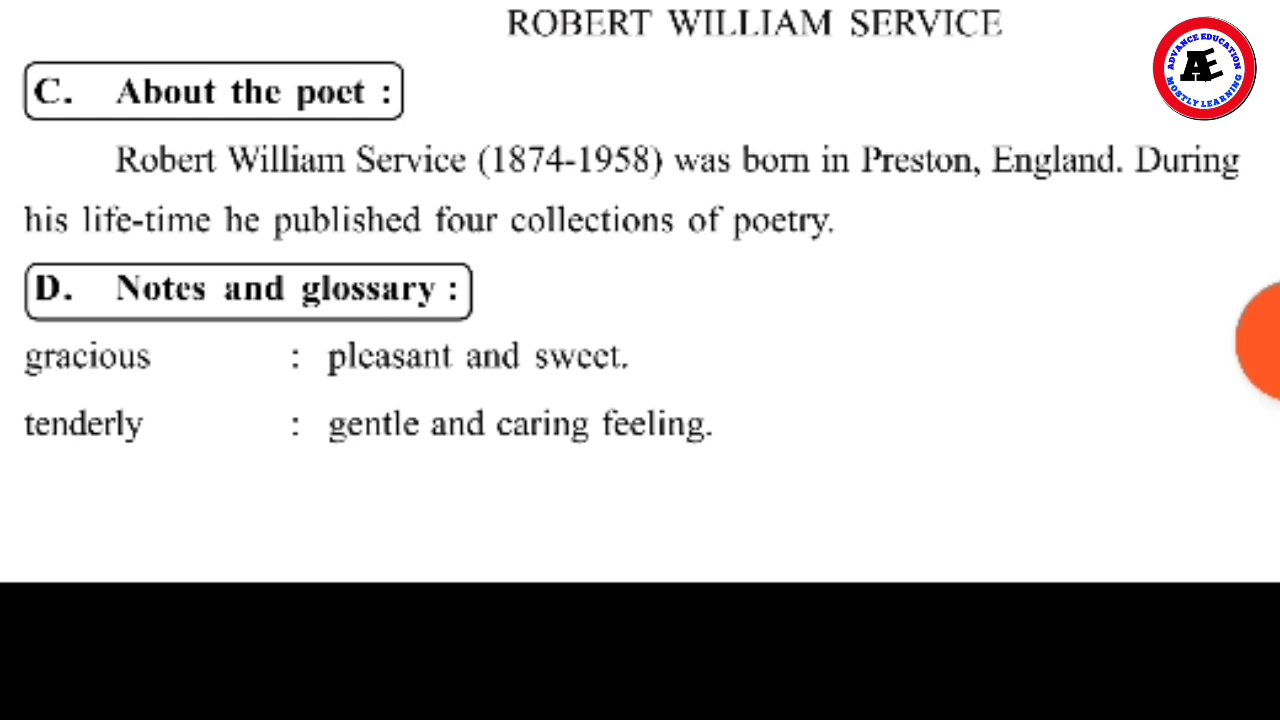 ROBERT WILLIAM SERVICE
ADVANCE EDUCATION
AE
MOSTLY LEARNING
C. About the poet :
Robert William Service (1874-1958) was born in Preston, England. During
his life-time he published four collections of poetry.
D. Notes and glossary :
gracious : pleasant and sweet.
tenderly : gentle and caring feeling.